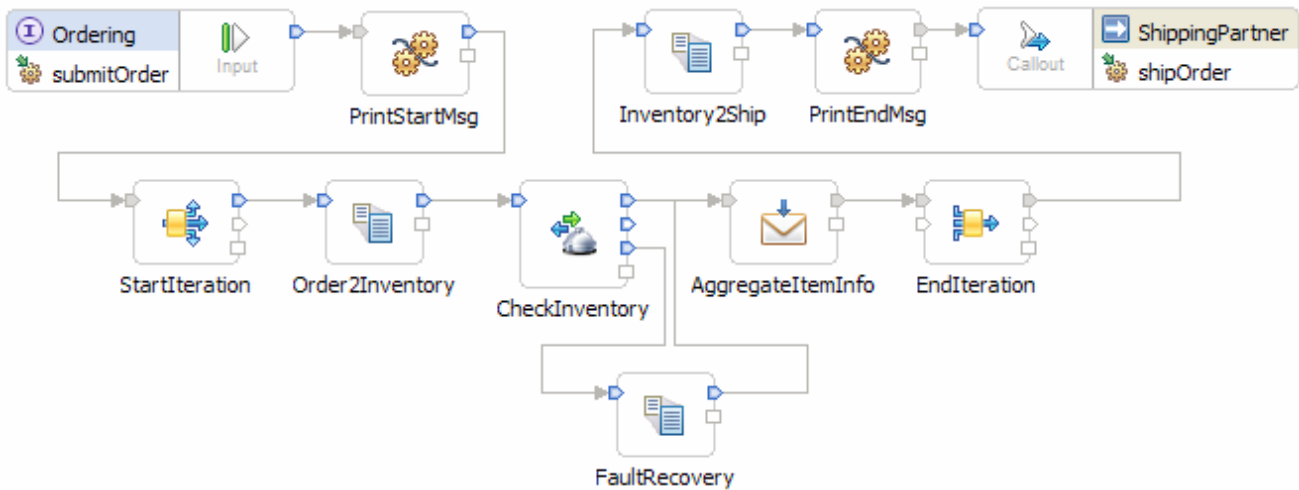 Ordering
submitOrder
Input
PrintStartMsg
Inventory2Ship
PrintEndMsg
Callout
ShippingPartner
shipOrder
StartIteration
Order2Inventory
CheckInventory
AggregateItemInfo
EndIteration
FaultRecovery